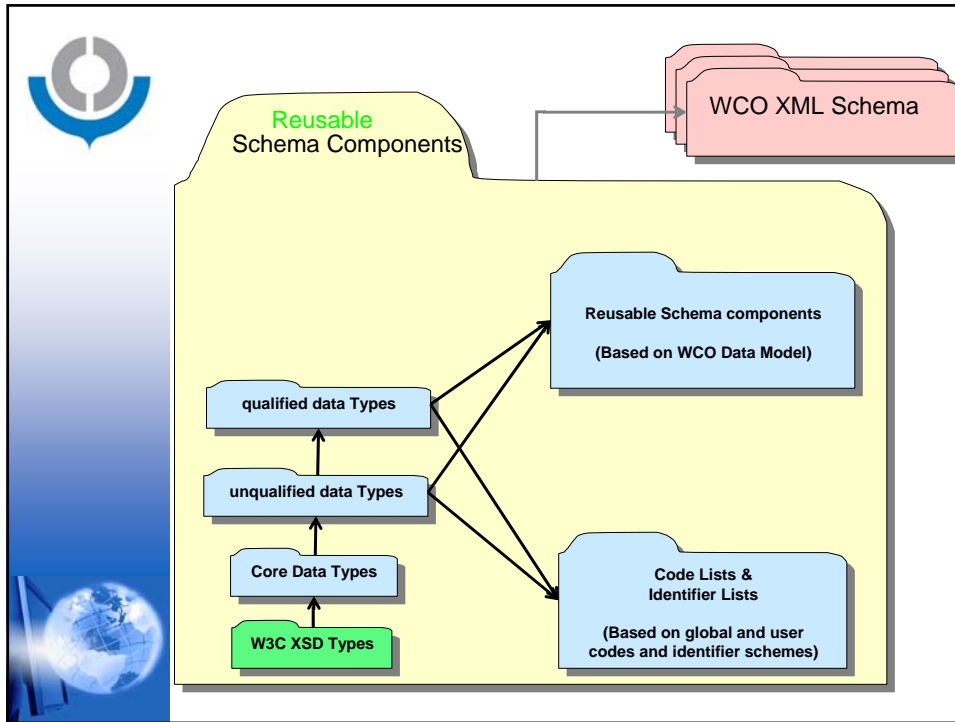 WCO XML Schema
Reusable
Schema Components
Reusable Schema components
(Based on WCO Data Model)
qualified data Types
unqualified data Types
Core Data Types
W3C XSD Types
Code Lists &
Identifier Lists
(Based on global and user
codes and identifier schemes)